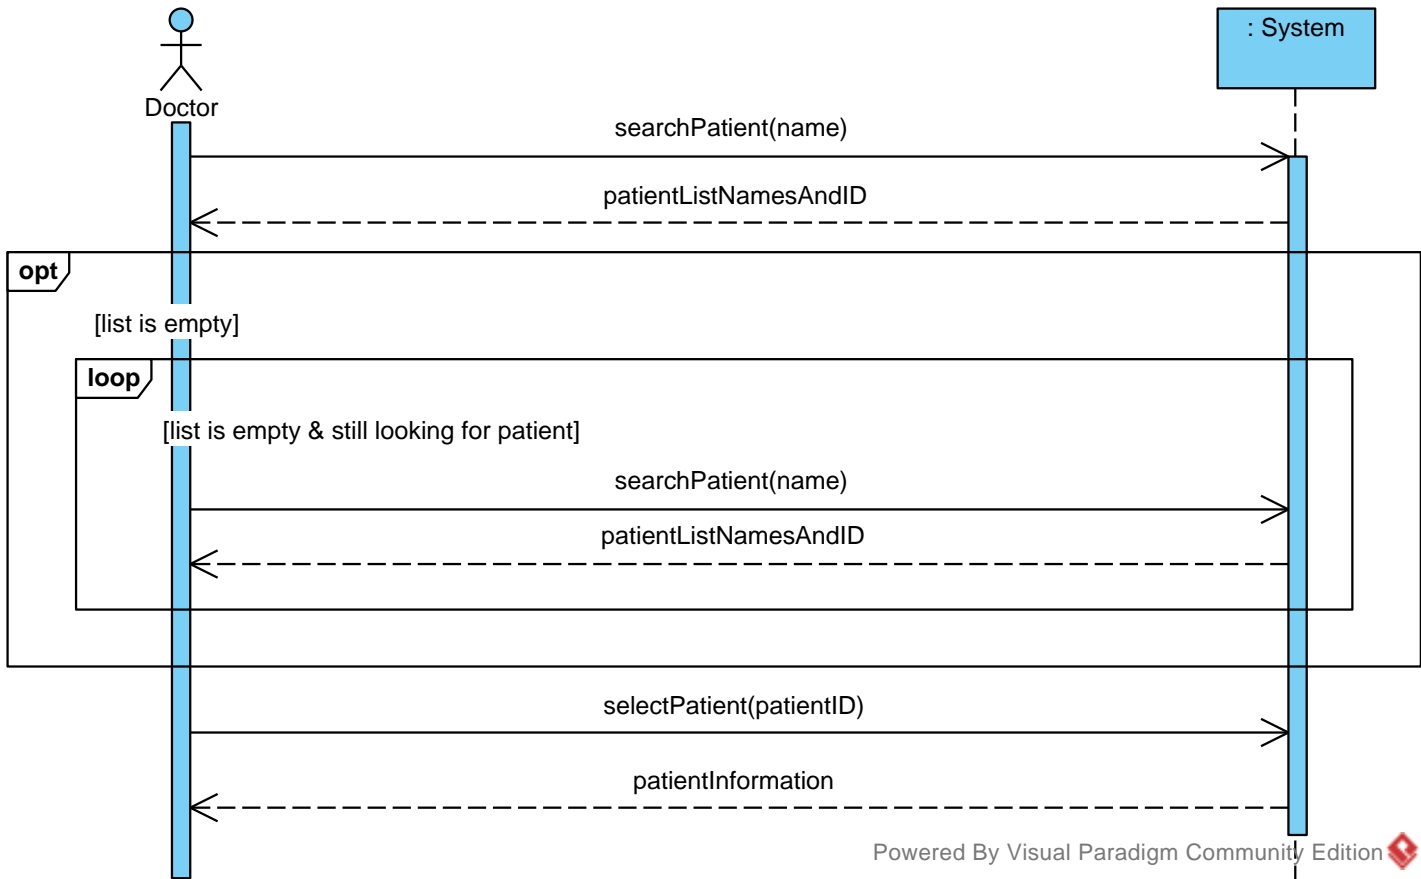 : System
Doctor
searchPatient(name)
patientListNamesAndID
opt
[list is empty]
loop
[list is empty & still looking for patient]
searchPatient(name)
patientListNamesAndID
selectPatient(patientID)
patientInformation
Powered By Visual Paradigm Community Edition